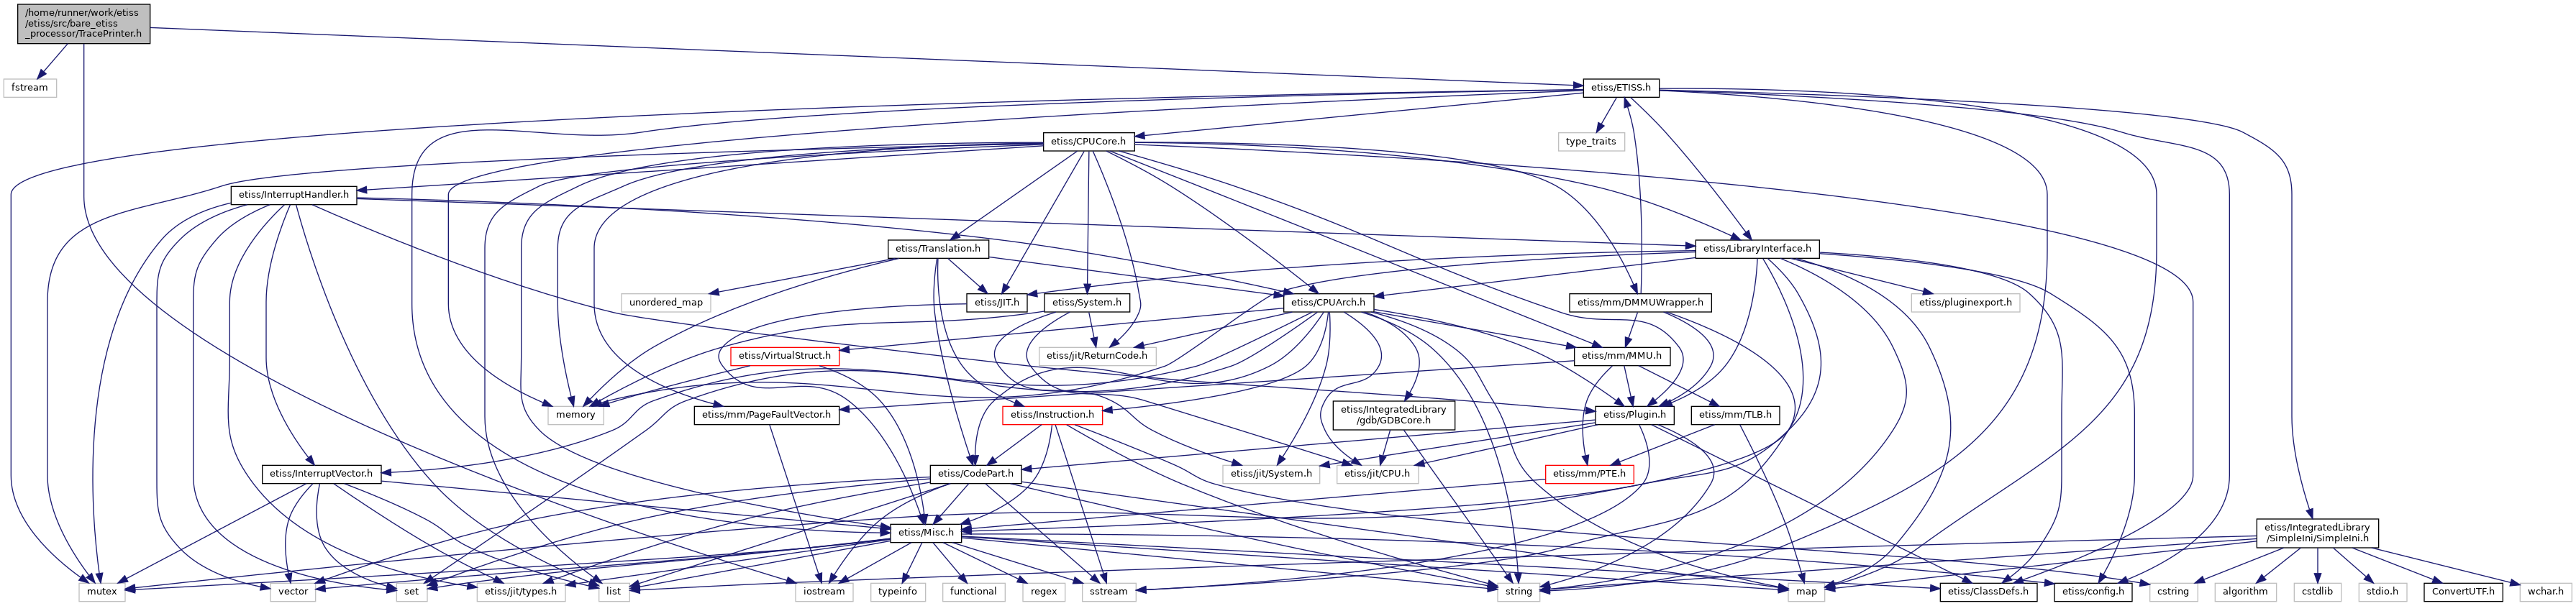 /home/runner/work/etiss
/etiss/src/bare_etiss
_processor/TracePrinter.h
fstream
etiss/ETISS.h
etiss/CPUCore.h
type_traits
etiss/InterruptHandler.h
etiss/Translation.h
etiss/LibraryInterface.h
unordered_map
etiss/JIT.h
etiss/System.h
etiss/CPUArch.h
etiss/mm/DMMUWrapper.h
etiss/pluginexport.h
etiss/VirtualStruct.h
etiss/jit/ReturnCode.h
etiss/mm/MMU.h
memory
etiss/mm/PageFaultVector.h
etiss/Instruction.h
etiss/IntegratedLibrary
/gdb/GDBCore.h
etiss/Plugin.h
etiss/mm/TLB.h
etiss/InterruptVector.h
etiss/CodePart.h
etiss/jit/System.h
etiss/jit/CPU.h
etiss/mm/PTE.h
etiss/Misc.h
etiss/IntegratedLibrary
/SimpleIni/SimpleIni.h
mutex
vector
set
etiss/jit/types.h
list
iostream
typeinfo
functional
regex
sstream
string
map
etiss/ClassDefs.h
etiss/config.h
cstring
algorithm
cstdlib
stdio.h
ConvertUTF.h
wchar.h